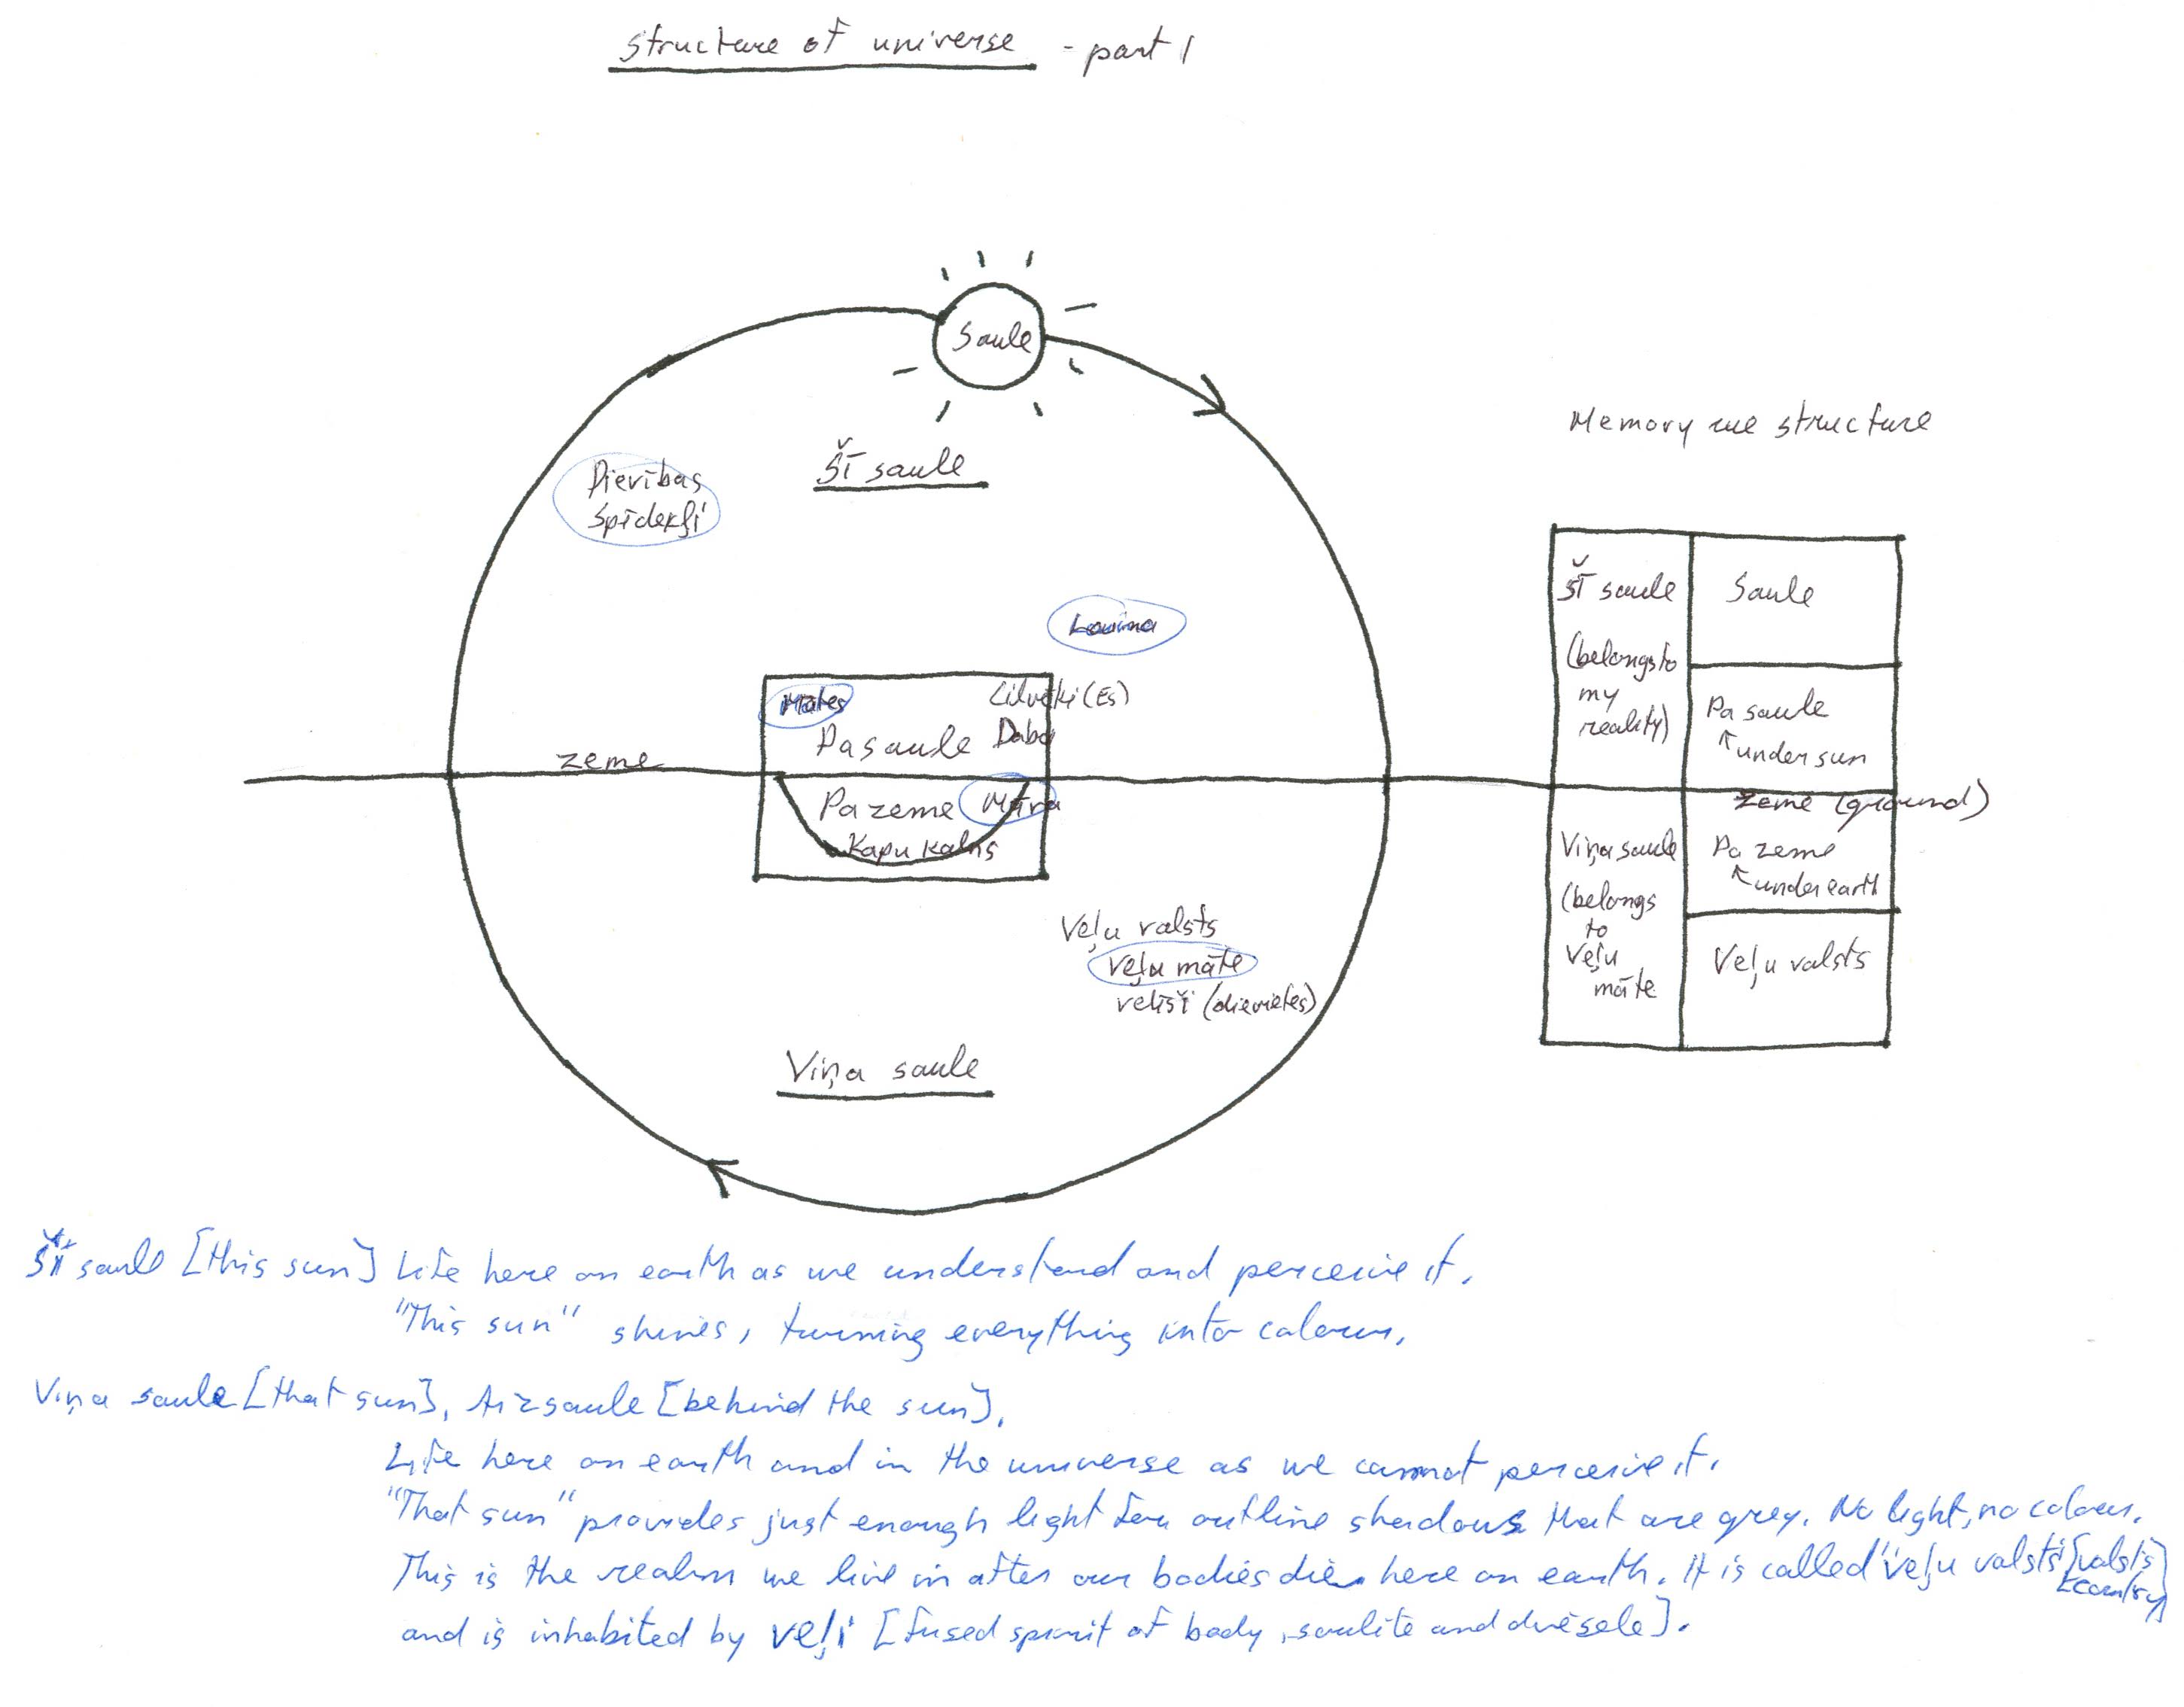 Structure of universe - part 1
Saule
Šī saule
Dievības
Spīdekļi
Laima
Mātes
Cilvēki (Es)
Pasaule
Daba
zeme
Pazeme
Māra
Kapu kalns
Veļu valsts
Veļu māte
velīši (dievietes)
Viņa saule
Memory structure
Šī saule
(belongs to
my
reality)
Saule
Pa saule
↖ under sun
zeme (ground)
Viņa saule
(belongs
to
Veļu
māte
Pa zeme
↖ under earth
Veļu valsts
Šī saule [this sun] Life here on earth as we understand and perceive it.
"This sun" shines, turning everything into colour.
Viņa saule [that sun], Aizsaule [behind the sun].
Life here on earth and in the universe as we cannot perceive it.
"That sun" provides just enough light for outline shadows that are grey. No light, no colour.
This is the realm we live in after our bodies die here on earth. It is called "veļu valsts" [valsts
[country]
and is inhabited by veļi [fused spirit of body, saulīte and dvēsele].